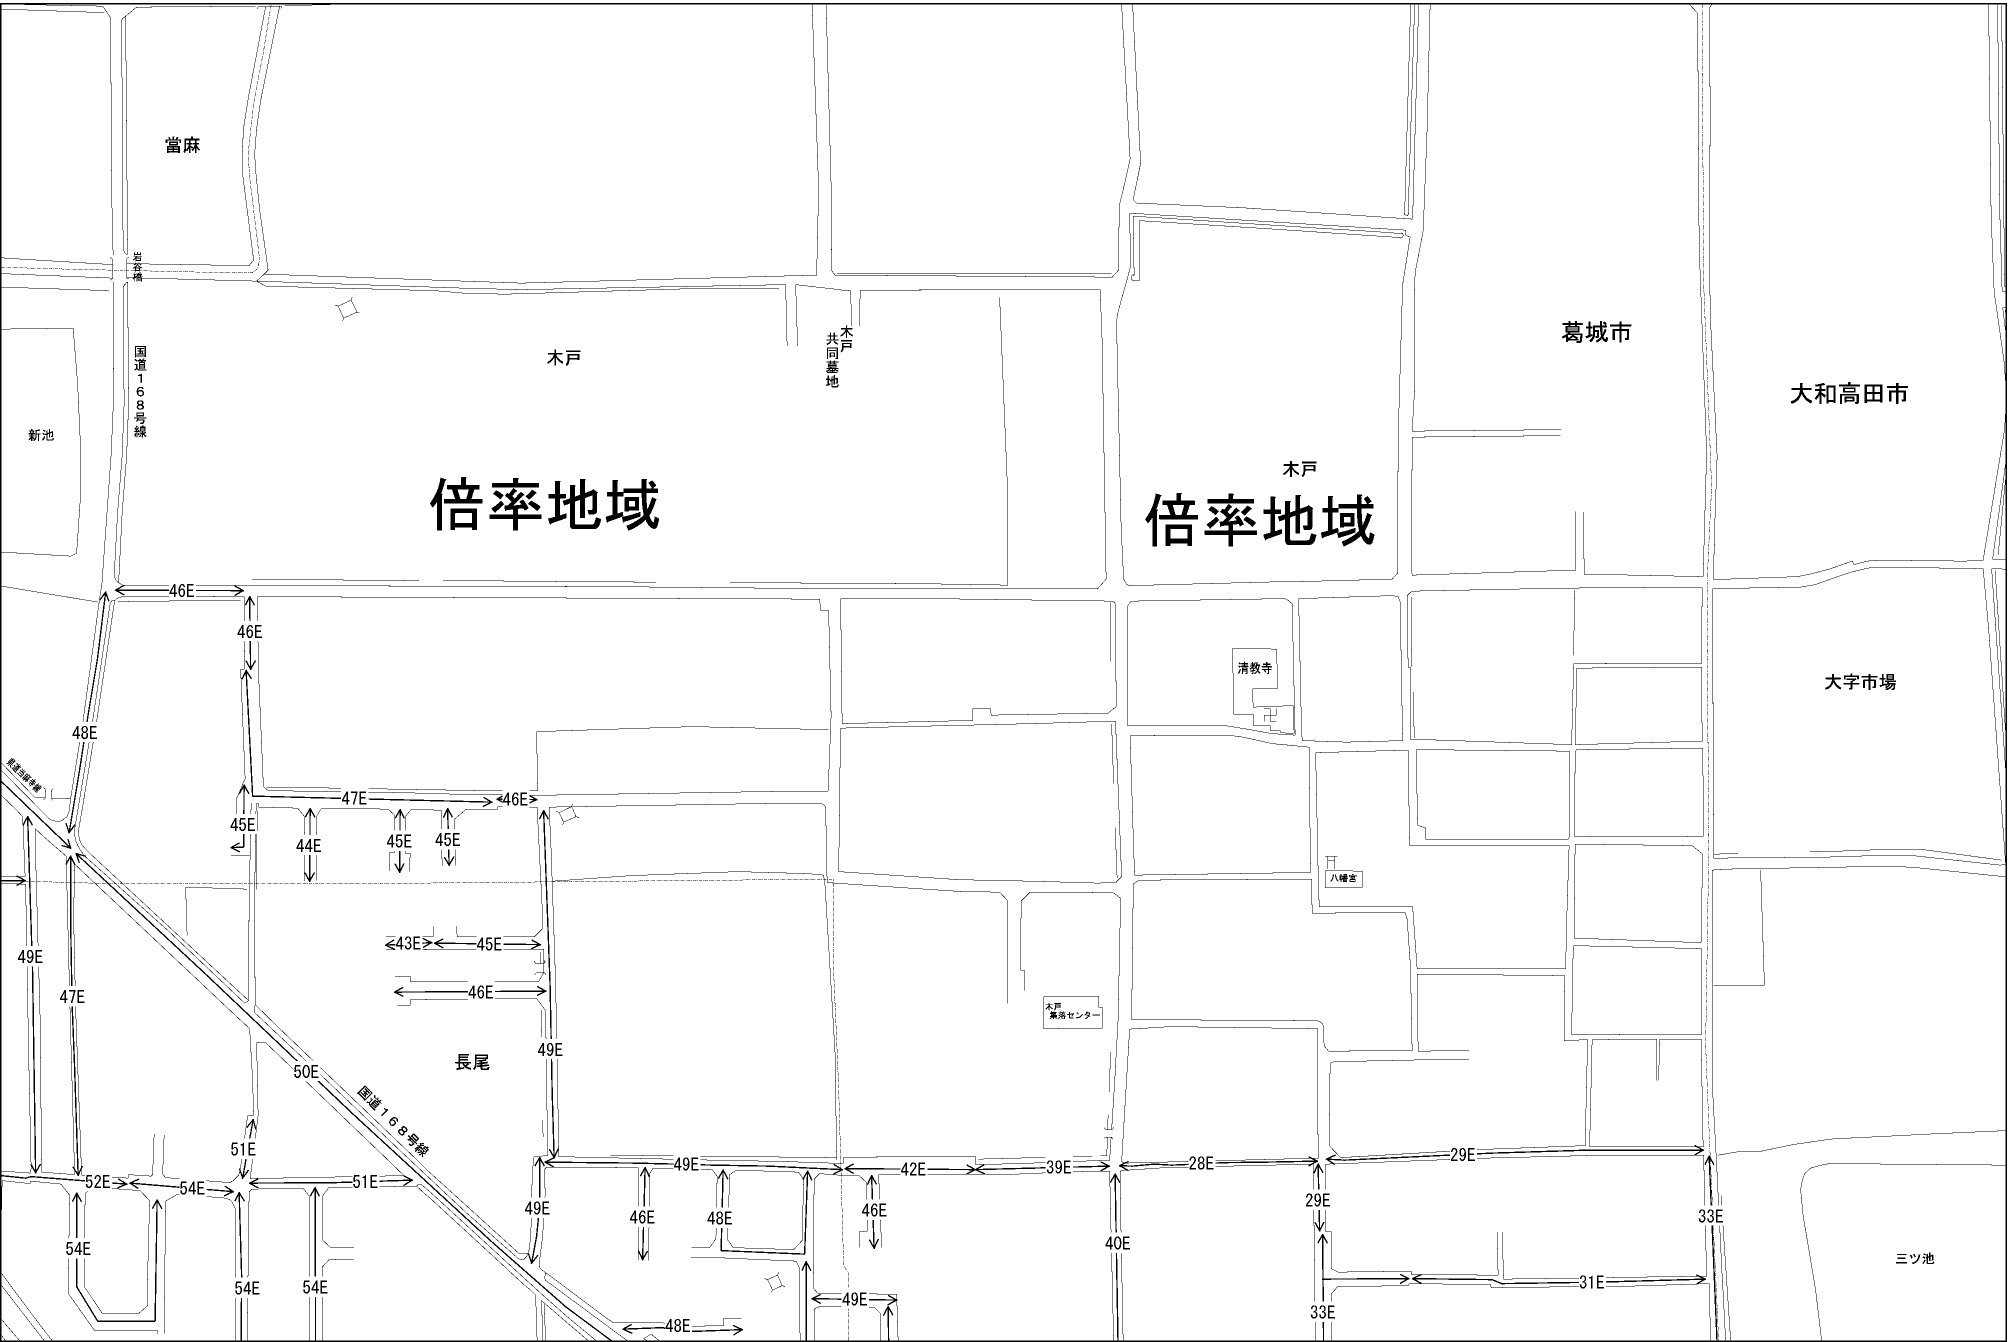 當麻
岩谷橋
国道168号線
木戸
木戸
共同墓地
葛城市
大和高田市
新池
木戸
倍率地域
倍率地域
46E
46E
清教寺
大字市場
48E
県道当麻寺線
47E
46E
45E
44E
45E
45E
八幡宮
43E
45E
49E
46E
47E
木戸
集落センター
49E
長尾
50E
国道168号線
51E
49E
42E
39E
28E
29E
52E
54E
51E
49E
46E
48E
46E
29E
33E
54E
40E
三ツ池
54E
54E
31E
49E
33E
48E